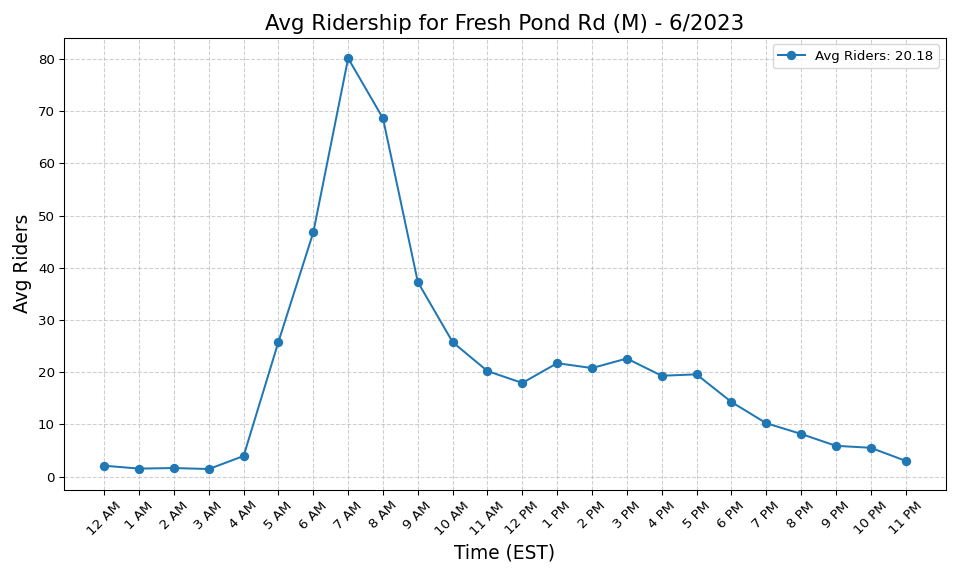 Avg Ridership for Fresh Pond Rd (M) - 6/2023
Avg Riders: 20.18
80
70
60
50
40
30
20
10
0
Avg Riders
12 AM
1 AM
2 AM
3 AM
4 AM
5 AM
6 AM
7 AM
8 AM
9 AM
10 AM
11 AM
12 PM
1 PM
2 PM
3 PM
4 PM
5 PM
6 PM
7 PM
8 PM
9 PM
10 PM
11 PM
Time (EST)